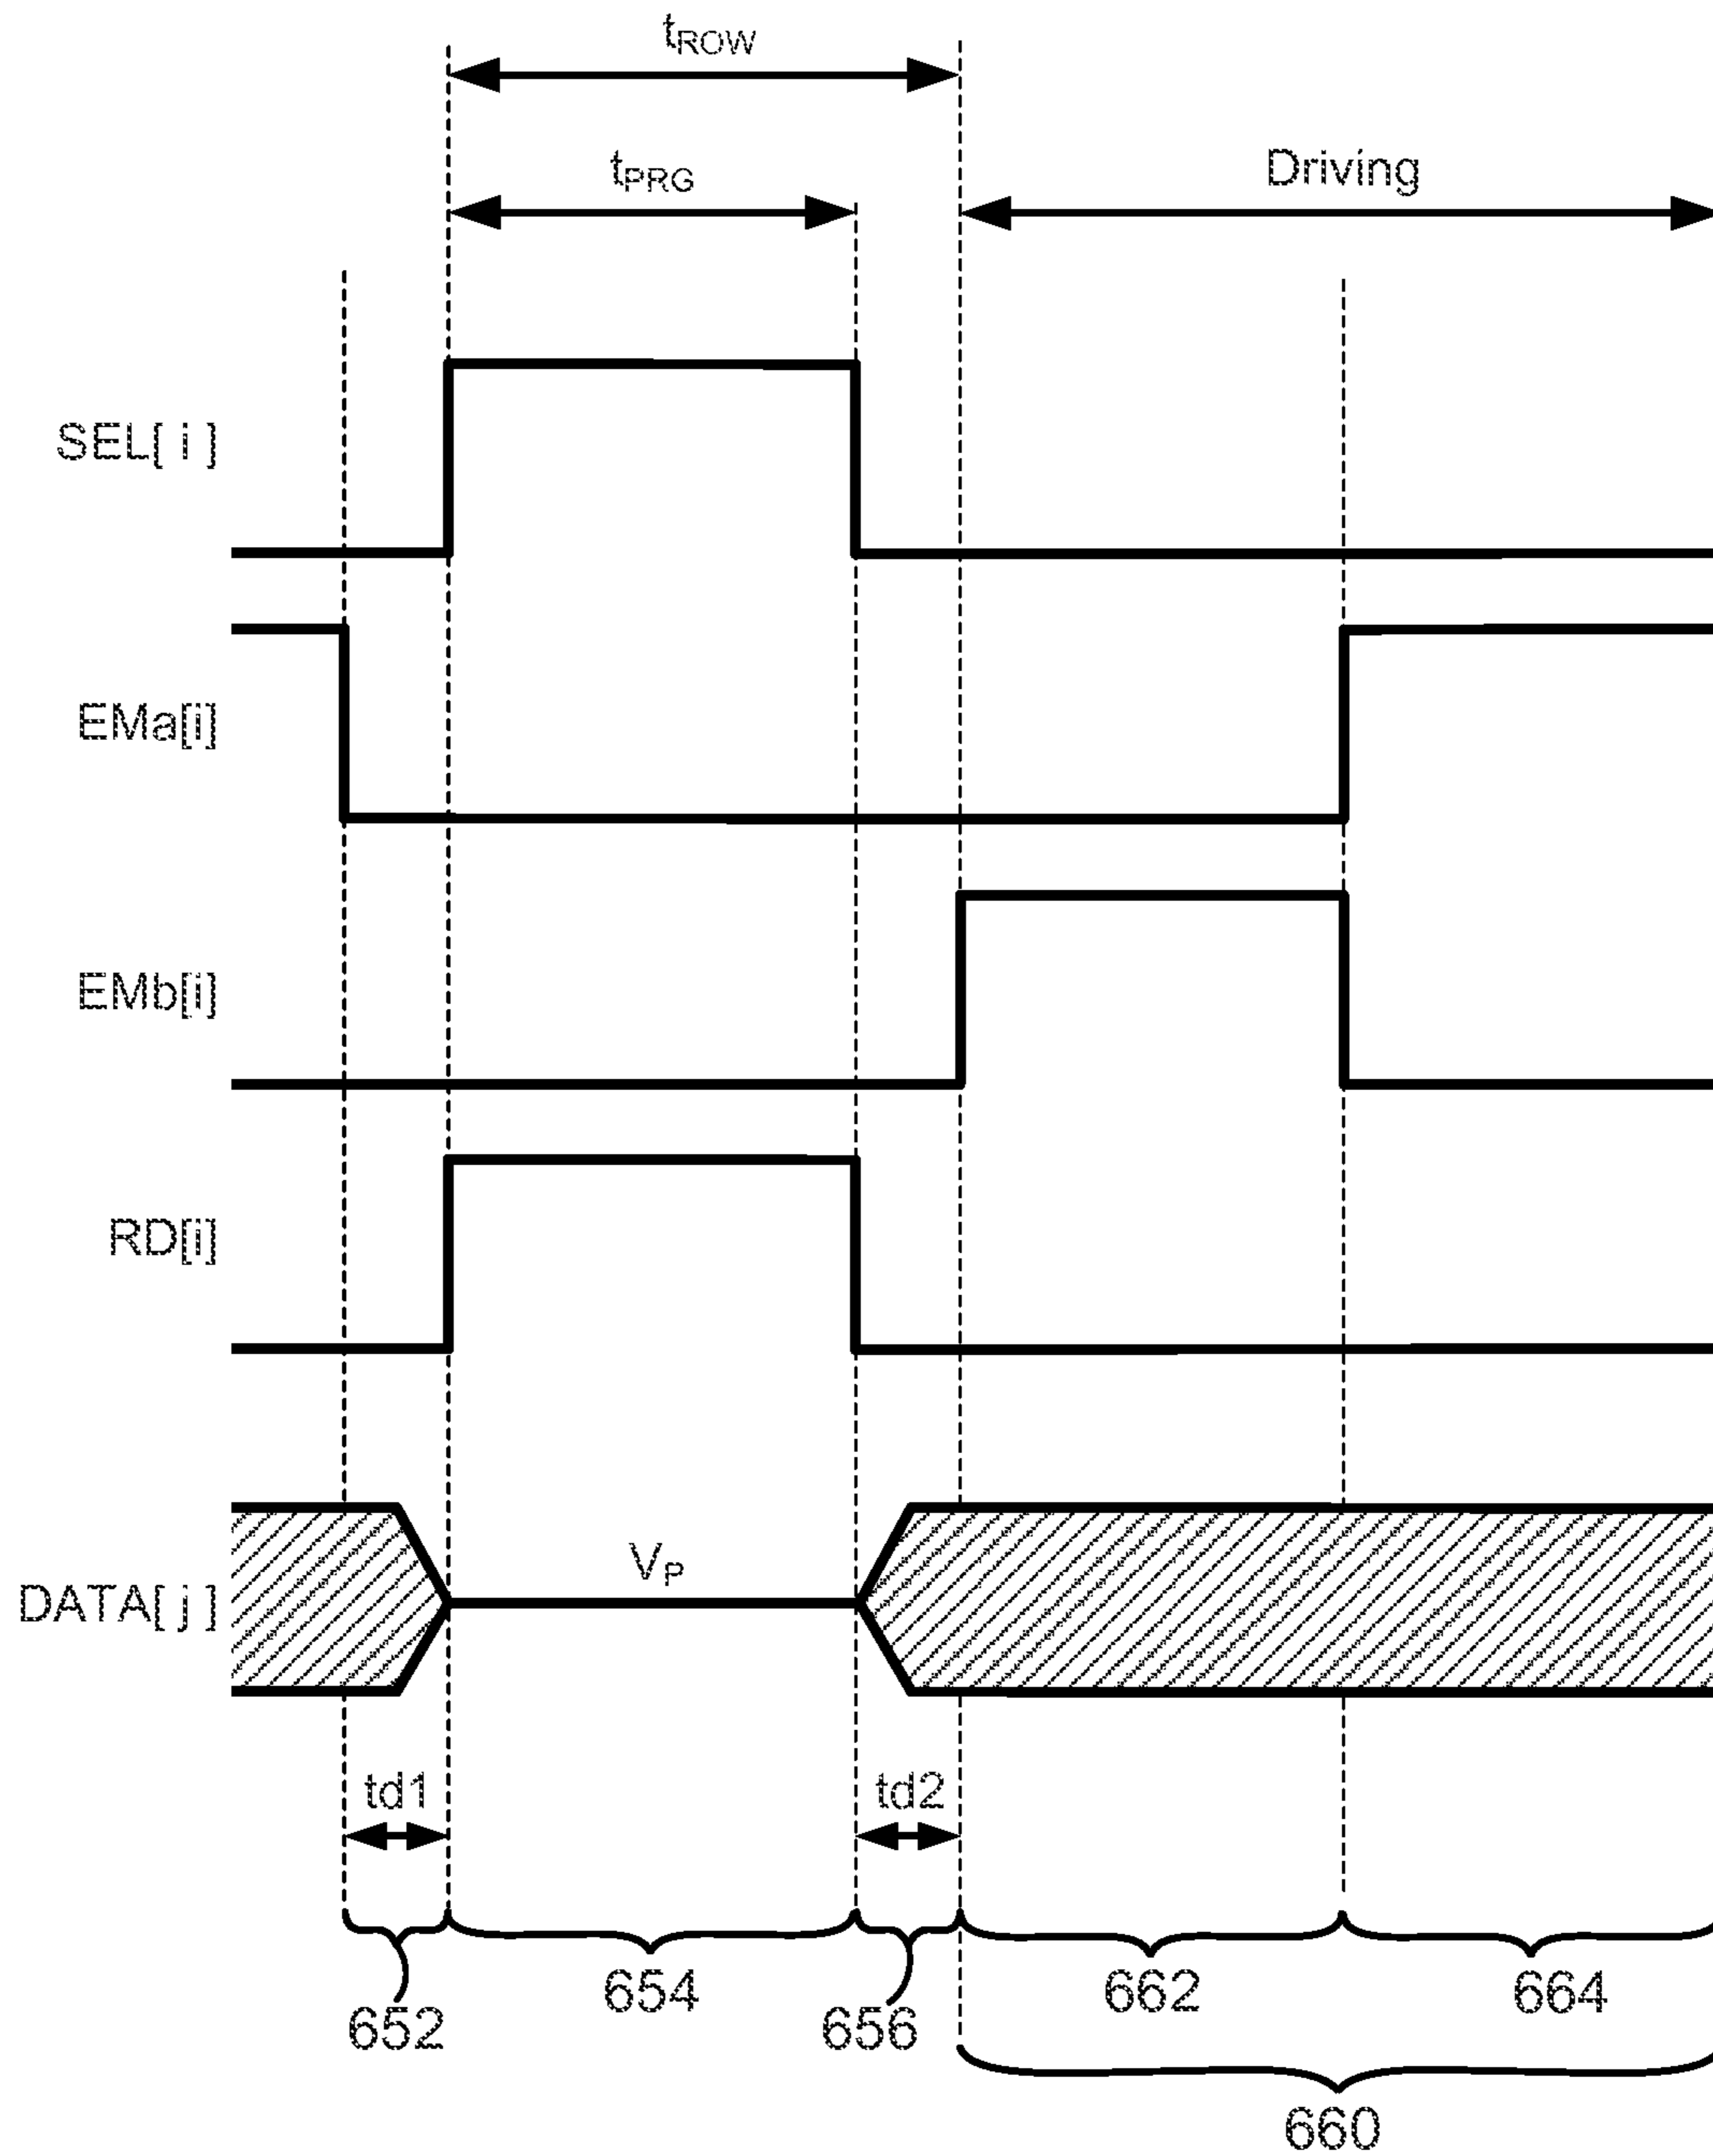 tROW
tPRG
Driving
SEL[ i ]
EMa[i]
EMb[i]
RD[i]
VP
DATA[ j ]
td1
td2
652
654
656
662
664
660